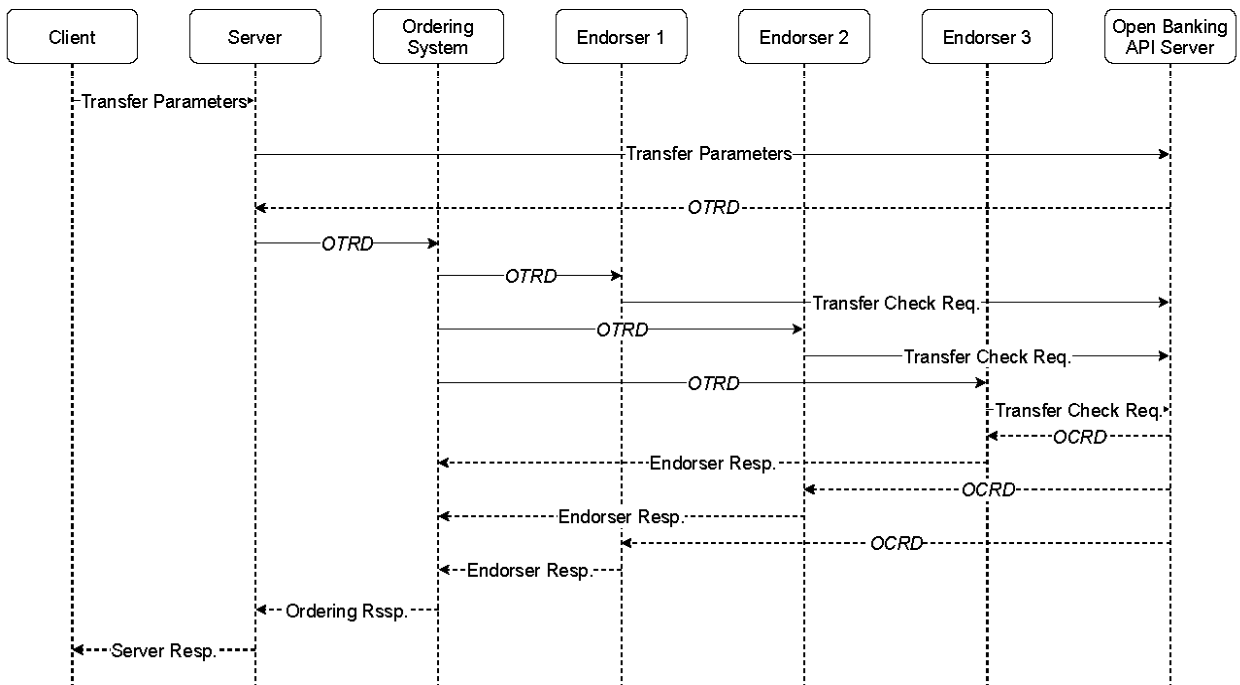 Client
Server
Ordering
System
Endorser 1
Endorser 2
Endorser 3
Open Banking
API Server
Transfer Parameters
Transfer Parameters
OTRD
OTRD
OTRD
Transfer Check Req.
OTRD
Transfer Check Req.
OTRD
Transfer Check Req.
OCRD
Endorser Resp.
OCRD
Endorser Resp.
OCRD
Endorser Resp.
Ordering Rssp.
Server Resp.